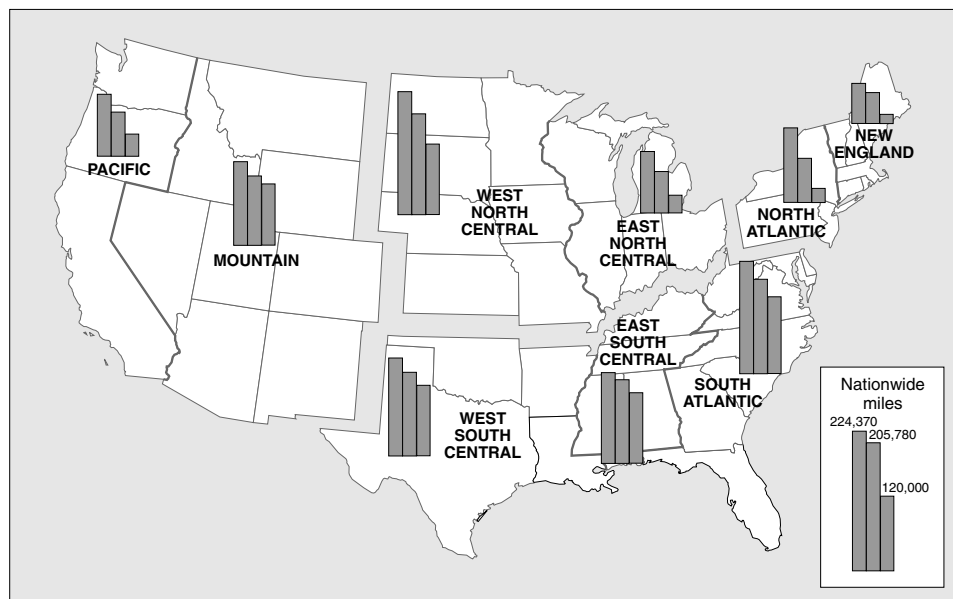 NEW
ENGLAND
PACIFIC
WEST
NORTH
CENTRAL
NORTH
ATLANTIC
EAST
NORTH
CENTRAL
MOUNTAIN
EAST
SOUTH
CENTRAL
SOUTH
ATLANTIC
WEST
SOUTH
CENTRAL
Nationwide
miles
224,370
205,780
120,000